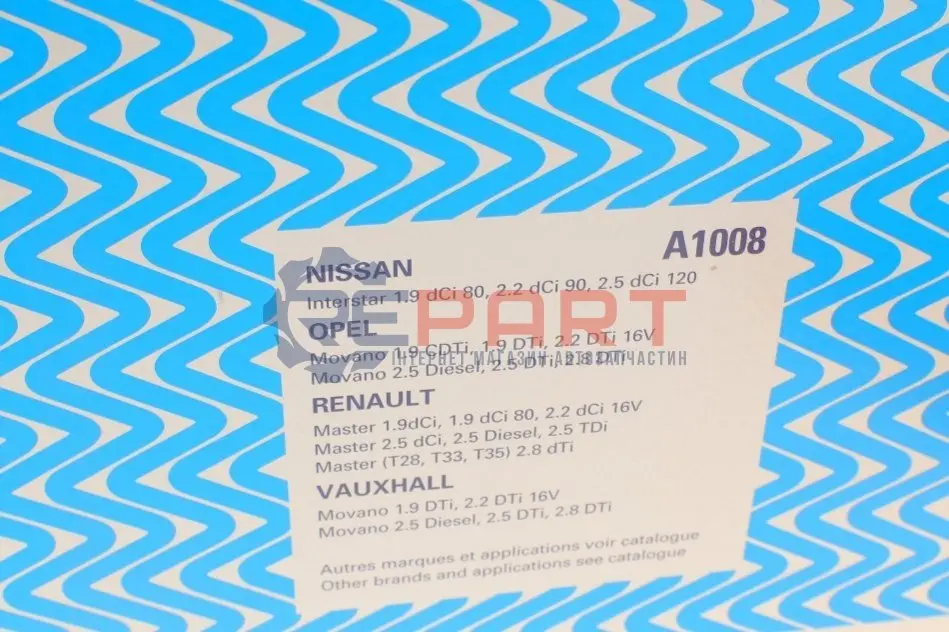 A1008
NISSAN
Interstar 1.9 dCi 80, 2.2 dCi 90, 2.5 dCi 120
OPEL
Movano 1.9 CDTi, 1.9 DTi, 2.2 DTi 16V
Movano 2.5 Diesel, 2.5 DTi, 2.8 DTi
RENAULT
Master 1.9dCi, 1.9 dCi 80, 2.2 dCi 16V
Master 2.5 dCi, 2.5 Diesel, 2.5 TDi
Master (T28, T33, T35) 2.8 dTi
VAUXHALL
Movano 1.9 DTi, 2.2 DTi 16V
Movano 2.5 Diesel, 2.5 DTi, 2.8 DTi
Autres marques et applications voir catalogue
Other brands and applications see catalogue
REPART
ІНТЕРНЕТ МАГАЗИН АВТОЗАПЧАСТИН